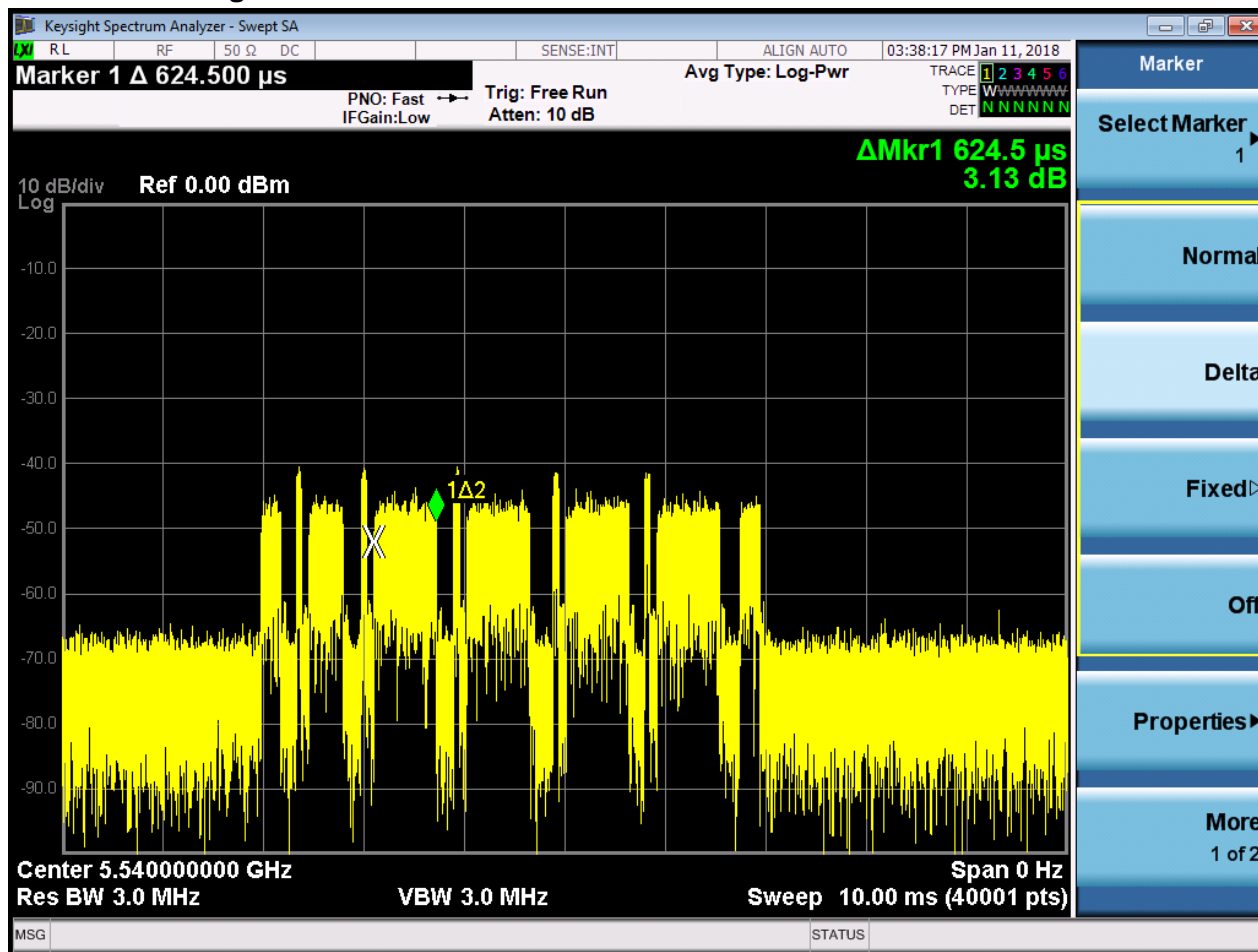 Keysight Spectrum Analyzer - Swept SA
LXI RL RF 50 Ω DC SENSE:INT ALIGN AUTO 03:38:17 PM Jan 11, 2018
Marker 1 Δ 624.500 µs
PNO: Fast
IFGain:Low
Trig: Free Run
Atten: 10 dB
Avg Type: Log-Pwr
TRACE 1 2 3 4 5 6
TYPE WWWWWW
DET N N N N N N
ΔMkr1 624.5 µs
3.13 dB
10 dB/div Ref 0.00 dBm
Log
-10.0
-20.0
-30.0
-40.0
-50.0
-60.0
-70.0
-80.0
-90.0
1Δ2
X
Center 5.540000000 GHz Span 0 Hz
Res BW 3.0 MHz VBW 3.0 MHz Sweep 10.00 ms (40001 pts)
MSG STATUS
Marker
Select Marker
1
Normal
Delta
Fixed
Off
Properties
More
1 of 2